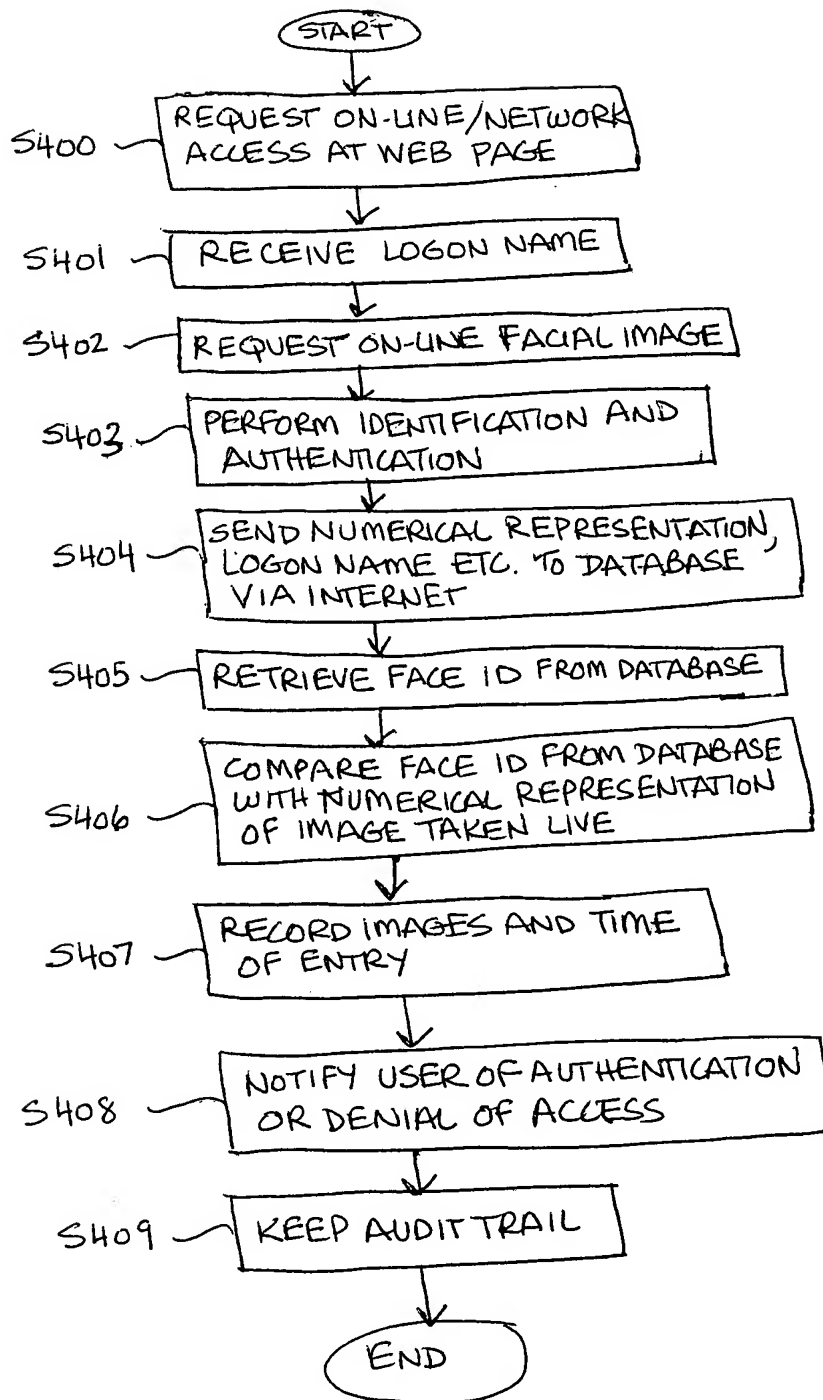 START
S400
REQUEST ON-LINE/NETWORK
ACCESS AT WEB PAGE
S401
RECEIVE LOGON NAME
S402
REQUEST ON-LINE FACIAL IMAGE
S403
PERFORM IDENTIFICATION AND
AUTHENTICATION
S404
SEND NUMERICAL REPRESENTATION,
LOGON NAME ETC. TO DATABASE
VIA INTERNET
S405
RETRIEVE FACE ID FROM DATABASE
S406
COMPARE FACE ID FROM DATABASE
WITH NUMERICAL REPRESENTATION
OF IMAGE TAKEN LIVE
S407
RECORD IMAGES AND TIME
OF ENTRY
S408
NOTIFY USER OF AUTHENTICATION
OR DENIAL OF ACCESS
S409
KEEP AUDIT TRAIL
END